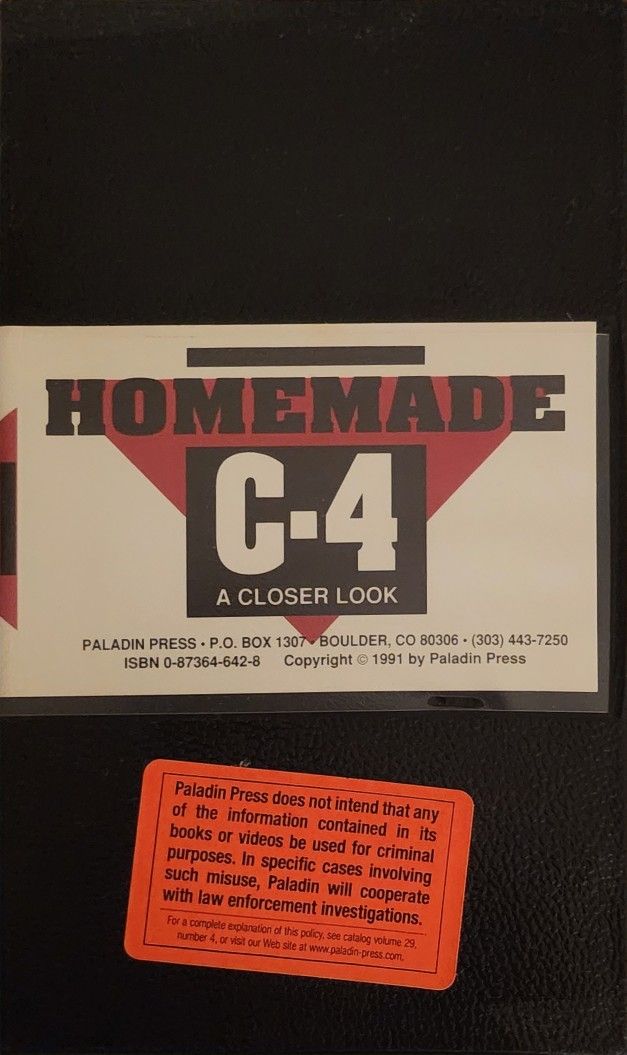 HOMEMADE
C-4
A CLOSER LOOK
PALADIN PRESS • P.O. BOX 1307 • BOULDER, CO 80306 • (303) 443-7250
ISBN 0-87364-642-8 Copyright © 1991 by Paladin Press
Paladin Press does not intend that any
of the information contained in its
books or videos be used for criminal
purposes. In specific cases involving
such misuse, Paladin will cooperate
with law enforcement investigations.
For a complete explanation of this policy, see catalog volume 29,
number 4, or visit our Web site at www.paladin-press.com.